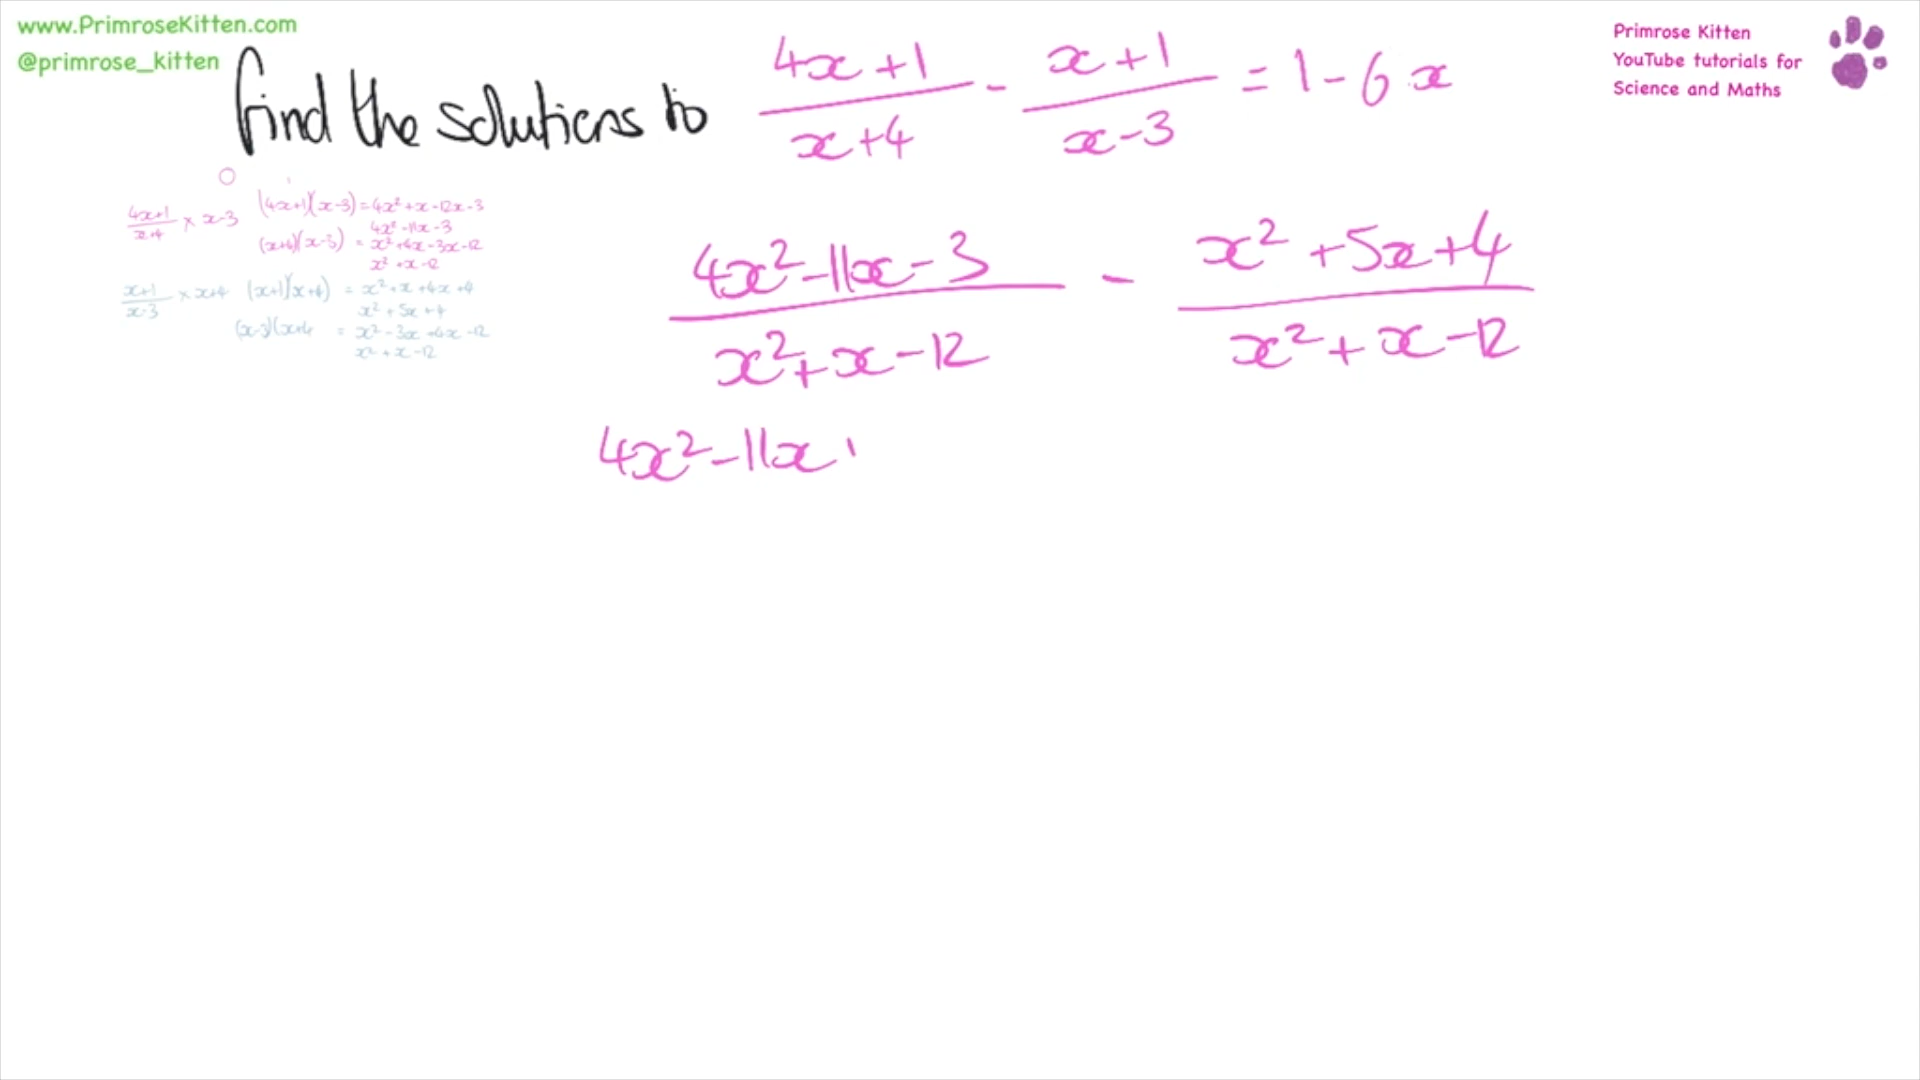 www.PrimroseKitten.com
@primrose_kitten
Primrose Kitten
YouTube tutorials for
Science and Maths
find the solutions to (4x+1)/(x+4) - (x+1)/(x-3) = 1-6x
(4x+1)/(x+4) × x-3 (4x+1)(x-3) = 4x²+x-12x-3
4x²-11x-3
(x+4)(x-3) = x²+4x-3x-12
x²+x-12
(x+1)/(x-3) × x+4 (x+1)(x+4) = x²+x+4x+4
x²+5x+4
(x-3)(x+4 = x²-3x+4x-12
x²+x-12
(4x²-11x-3)/(x²+x-12) - (x²+5x+4)/(x²+x-12)
4x²-11x